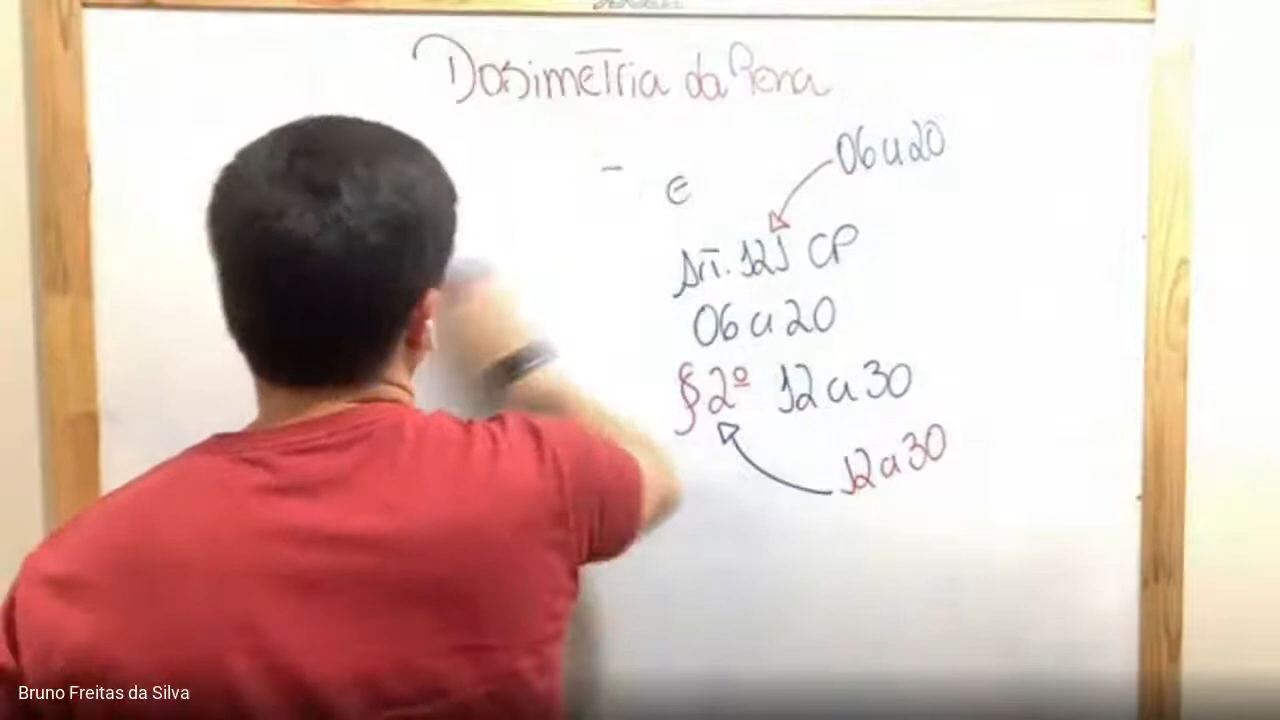 Dosimetria da Pena
06 a 20
e
Art. 121 CP
06 a 20
§ 2º 12 a 30
12 a 30
Bruno Freitas da Silva